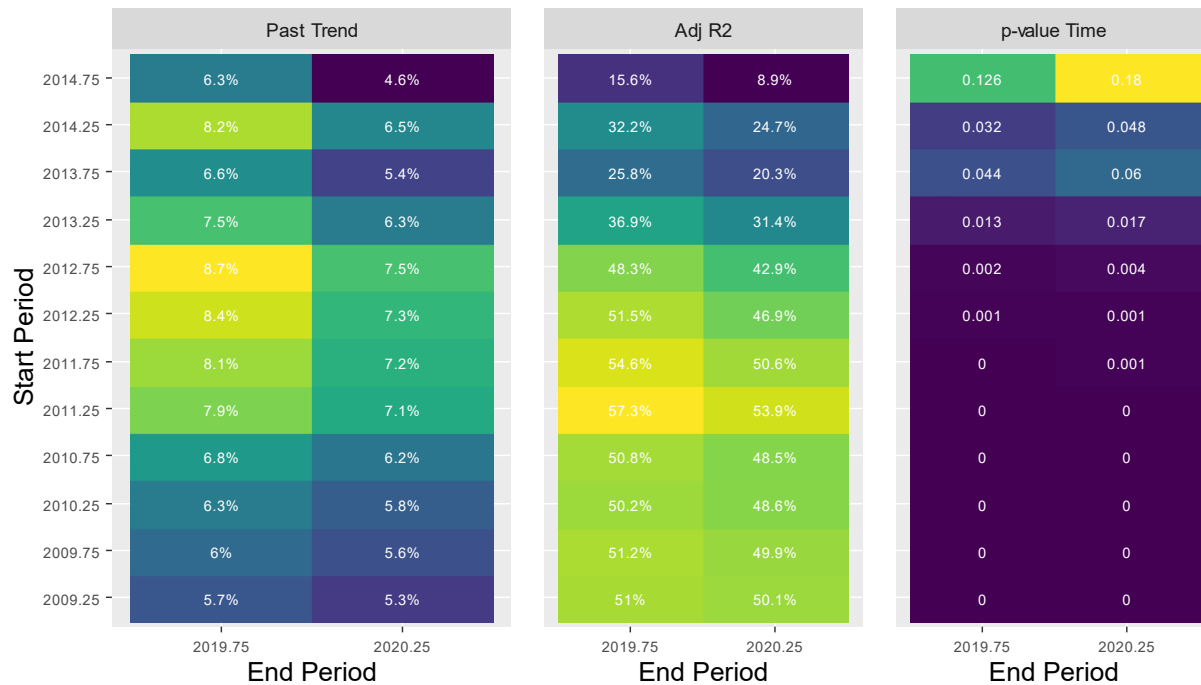 Past Trend Adj R2 p-value Time
2014.75 6.3% 4.6% 15.6% 8.9% 0.126 0.18
2014.25 8.2% 6.5% 32.2% 24.7% 0.032 0.048
2013.75 6.6% 5.4% 25.8% 20.3% 0.044 0.06
2013.25 7.5% 6.3% 36.9% 31.4% 0.013 0.017
2012.75 8.7% 7.5% 48.3% 42.9% 0.002 0.004
2012.25 8.4% 7.3% 51.5% 46.9% 0.001 0.001
2011.75 8.1% 7.2% 54.6% 50.6% 0 0.001
2011.25 7.9% 7.1% 57.3% 53.9% 0 0
2010.75 6.8% 6.2% 50.8% 48.5% 0 0
2010.25 6.3% 5.8% 50.2% 48.6% 0 0
2009.75 6% 5.6% 51.2% 49.9% 0 0
2009.25 5.7% 5.3% 51% 50.1% 0 0
Start Period
2019.75 2020.25 2019.75 2020.25 2019.75 2020.25
End Period End Period End Period